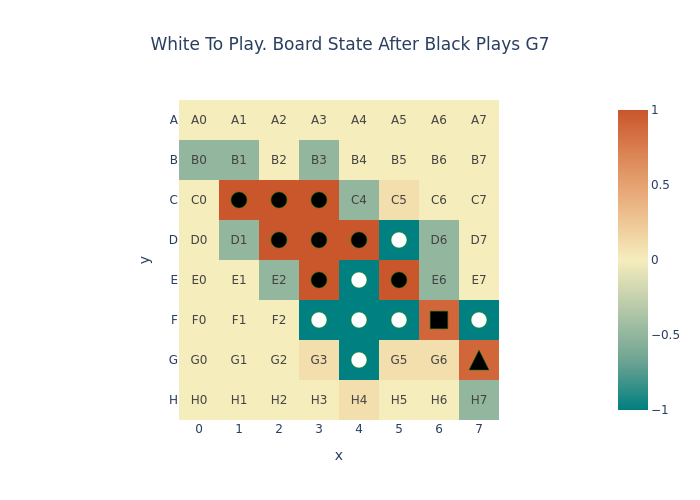 White To Play. Board State After Black Plays G7
A A0 A1 A2 A3 A4 A5 A6 A7
B B0 B1 B2 B3 B4 B5 B6 B7
C C0 C4 C5 C6 C7
D D0 D1 D6 D7
E E0 E1 E2 E6 E7
F F0 F1 F2
G G0 G1 G2 G3 G5 G6
H H0 H1 H2 H3 H4 H5 H6 H7
0 1 2 3 4 5 6 7
x
y
1
0.5
0
−0.5
−1